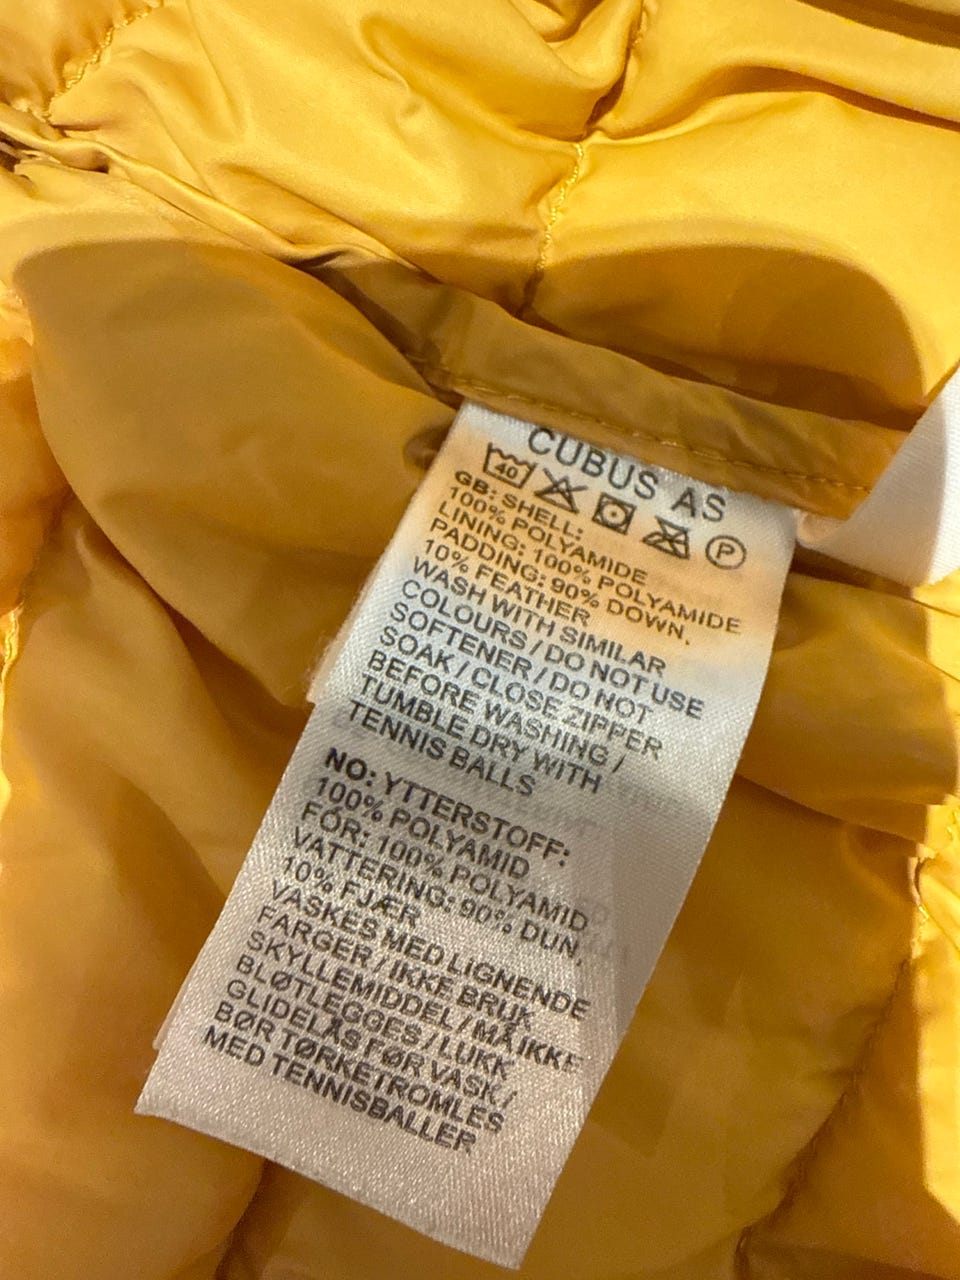 CUBUS AS
40 P
GB: SHELL:
100% POLYAMIDE
LINING: 100% POLYAMIDE
PADDING: 90% DOWN,
10% FEATHER
WASH WITH SIMILAR
COLOURS / DO NOT USE
SOFTENER / DO NOT
SOAK / CLOSE ZIPPER
BEFORE WASHING /
TUMBLE DRY WITH
TENNIS BALLS
NO: YTTERSTOFF:
100% POLYAMID
FÓR: 100% POLYAMID
VATTERING: 90% DUN,
10% FJÆR
VASKES MED LIGNENDE
FARGER / IKKE BRUK
SKYLLEMIDDEL / MÅ IKKE
BLØTLEGGES / LUKK
GLIDELÅS FØR VASK /
BØR TØRKETROMLES
MED TENNISBALLER